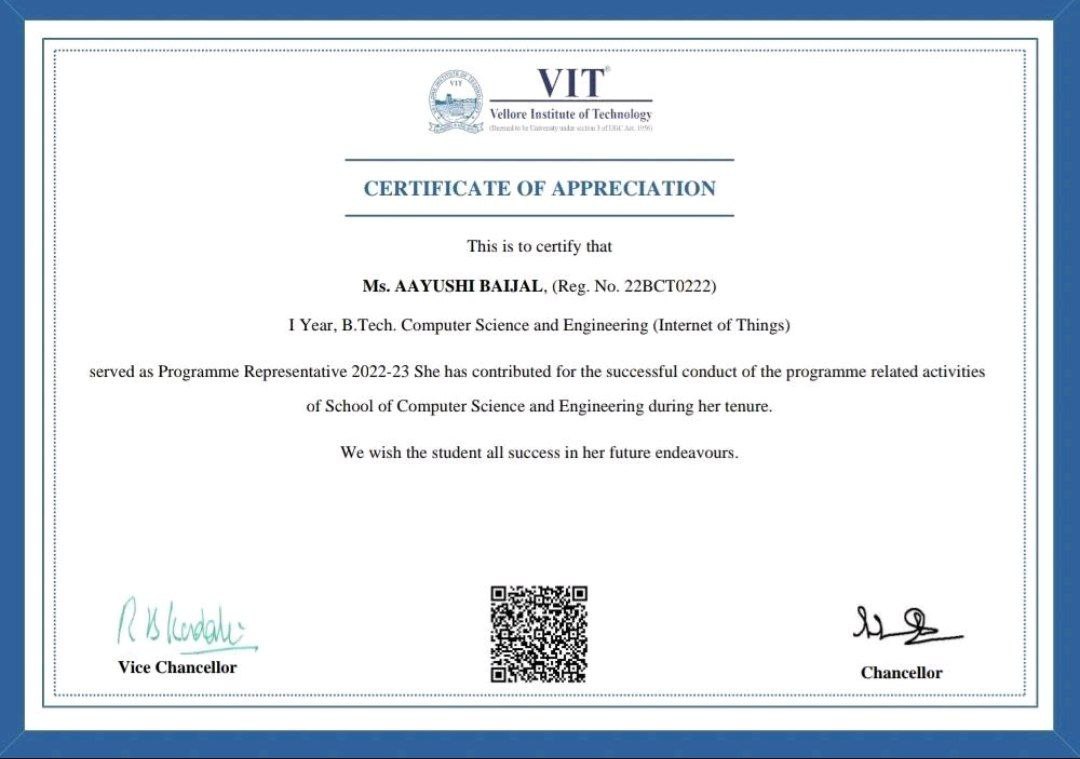 VIT
VIT®
Vellore Institute of Technology
(Deemed to be University under section 3 of UGC Act, 1956)
CERTIFICATE OF APPRECIATION
This is to certify that
Ms. AAYUSHI BAIJAL, (Reg. No. 22BCT0222)
I Year, B.Tech. Computer Science and Engineering (Internet of Things)
served as Programme Representative 2022-23 She has contributed for the successful conduct of the programme related activities
of School of Computer Science and Engineering during her tenure.
We wish the student all success in her future endeavours.
Vice Chancellor
Chancellor